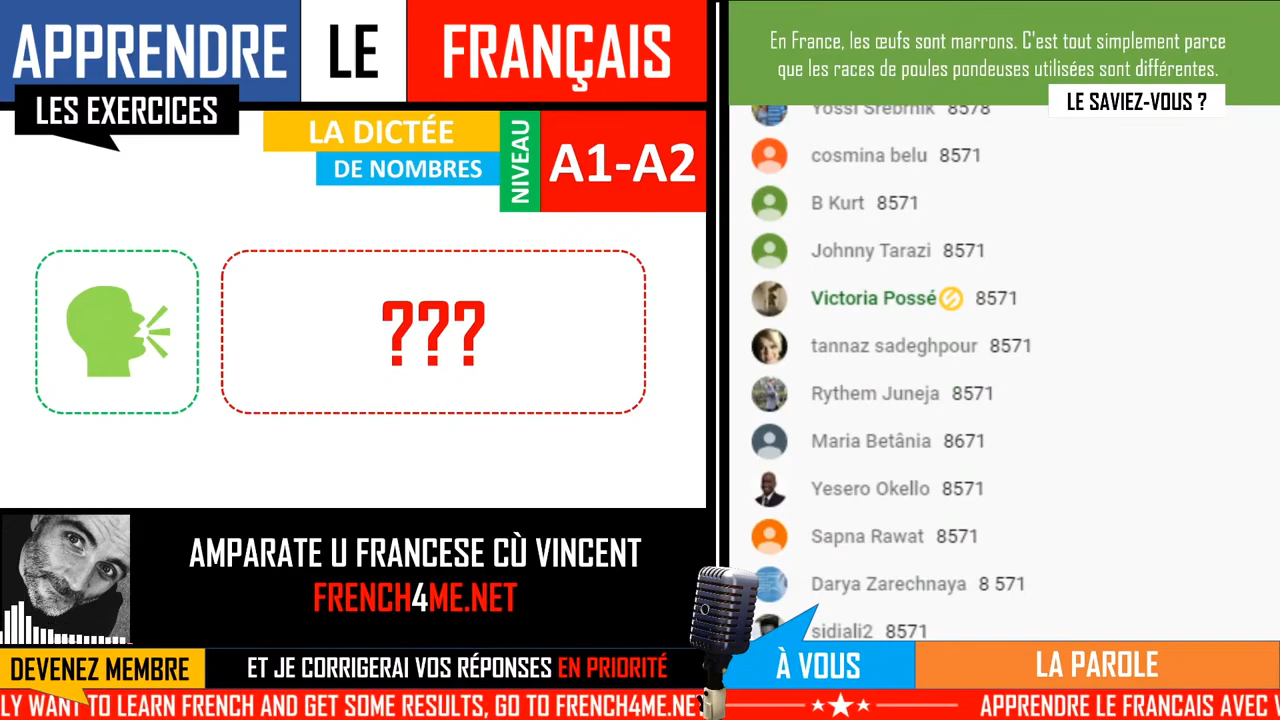 APPRENDRE LE FRANÇAIS
LES EXERCICES
LA DICTÉE
DE NOMBRES
NIVEAU
A1-A2
???
AMPARATE U FRANCESE CÙ VINCENT
FRENCH4ME.NET
DEVENEZ MEMBRE
ET JE CORRIGERAI VOS RÉPONSES EN PRIORITÉ
En France, les œufs sont marrons. C'est tout simplement parce
que les races de poules pondeuses utilisées sont différentes.
LE SAVIEZ-VOUS ?
Yossi Srebrnik 8578
cosmina belu 8571
B Kurt 8571
Johnny Tarazi 8571
Victoria Possé 8571
tannaz sadeghpour 8571
Rythem Juneja 8571
Maria Betânia 8671
Yesero Okello 8571
Sapna Rawat 8571
Darya Zarechnaya 8 571
sidiali2 8571
À VOUS
LA PAROLE
LY WANT TO LEARN FRENCH AND GET SOME RESULTS, GO TO FRENCH4ME.NE
APPRENDRE LE FRANCAIS AVEC V